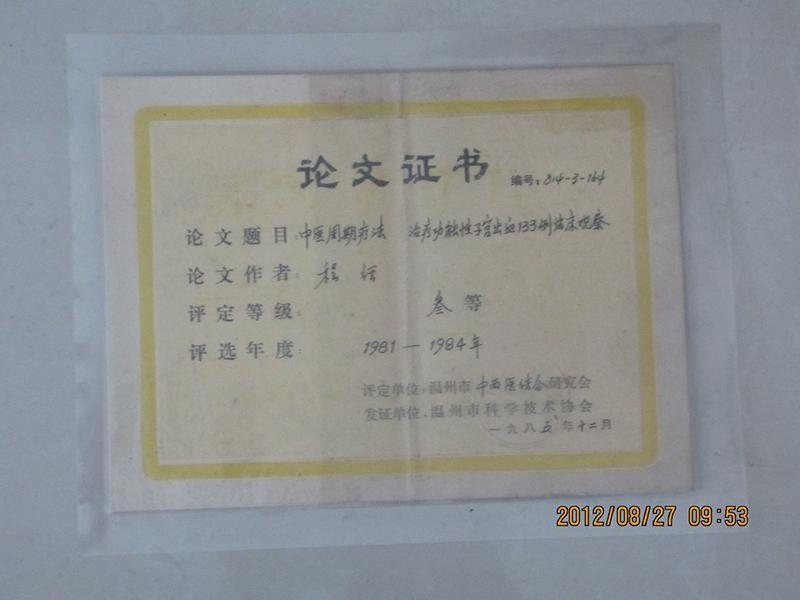 论文证书
编号:814-3-164
论文题目:中医周期疗法 治疗功能性子宫出血133例临床观察
论文作者:程
评定等级: 叁等
评选年度: 1981—1984年
评定单位:温州市中西医结合研究会
发证单位:温州市科学技术协会
一九八五年十二月
2012/08/27 09:53